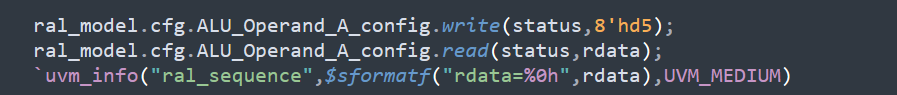 ral_model.cfg.ALU_Operand_A_config.write(status,8'hd5);
ral_model.cfg.ALU_Operand_A_config.read(status,rdata);
`uvm_info("ral_sequence",$sformatf("rdata=%0h",rdata),UVM_MEDIUM)